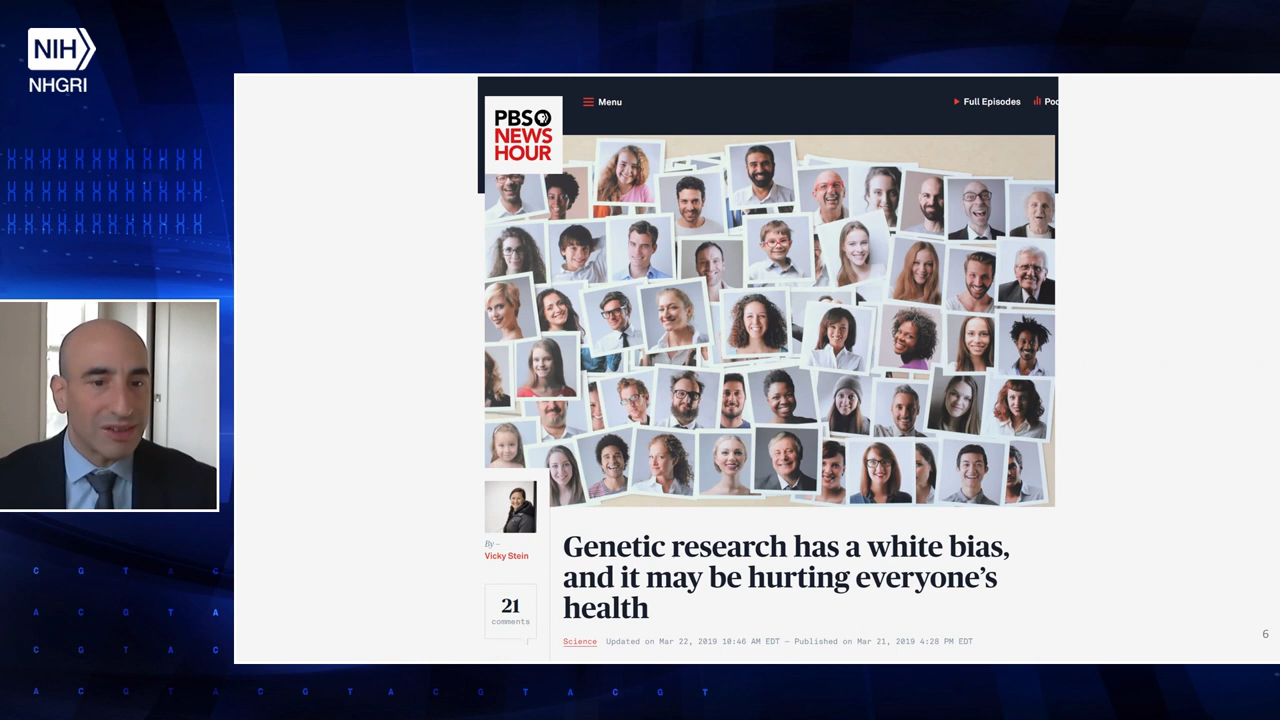 NIH
NHGRI
PBS
NEWS
HOUR
Menu
Full Episodes
Poc
By –
Vicky Stein
21
comments
Genetic research has a white bias,
and it may be hurting everyone’s
health
Science Updated on Mar 22, 2019 10:46 AM EDT – Published on Mar 21, 2019 4:28 PM EDT
6
C G T A G
A C G T A
C G T A C
A C G T A C G T A C G T A C G T